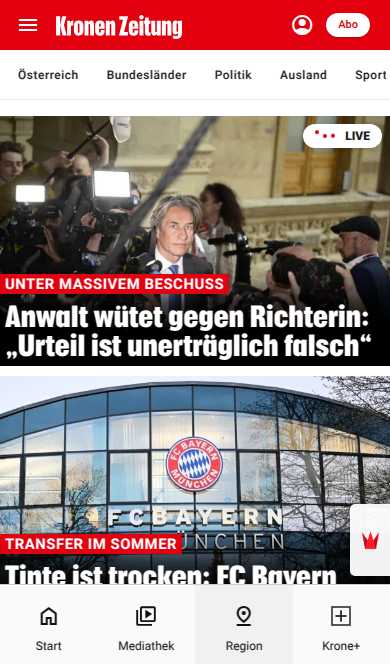 Kronen Zeitung
Abo
Österreich Bundesländer Politik Ausland Sport
LIVE
UNTER MASSIVEM BESCHUSS
Anwalt wütet gegen Richterin:
„Urteil ist unerträglich falsch“
FC BAYERN MÜNCHEN
FC BAYERN
MÜNCHEN
TRANSFER IM SOMMER
Tinte ist trocken: FC Bayern
Start Mediathek Region Krone+